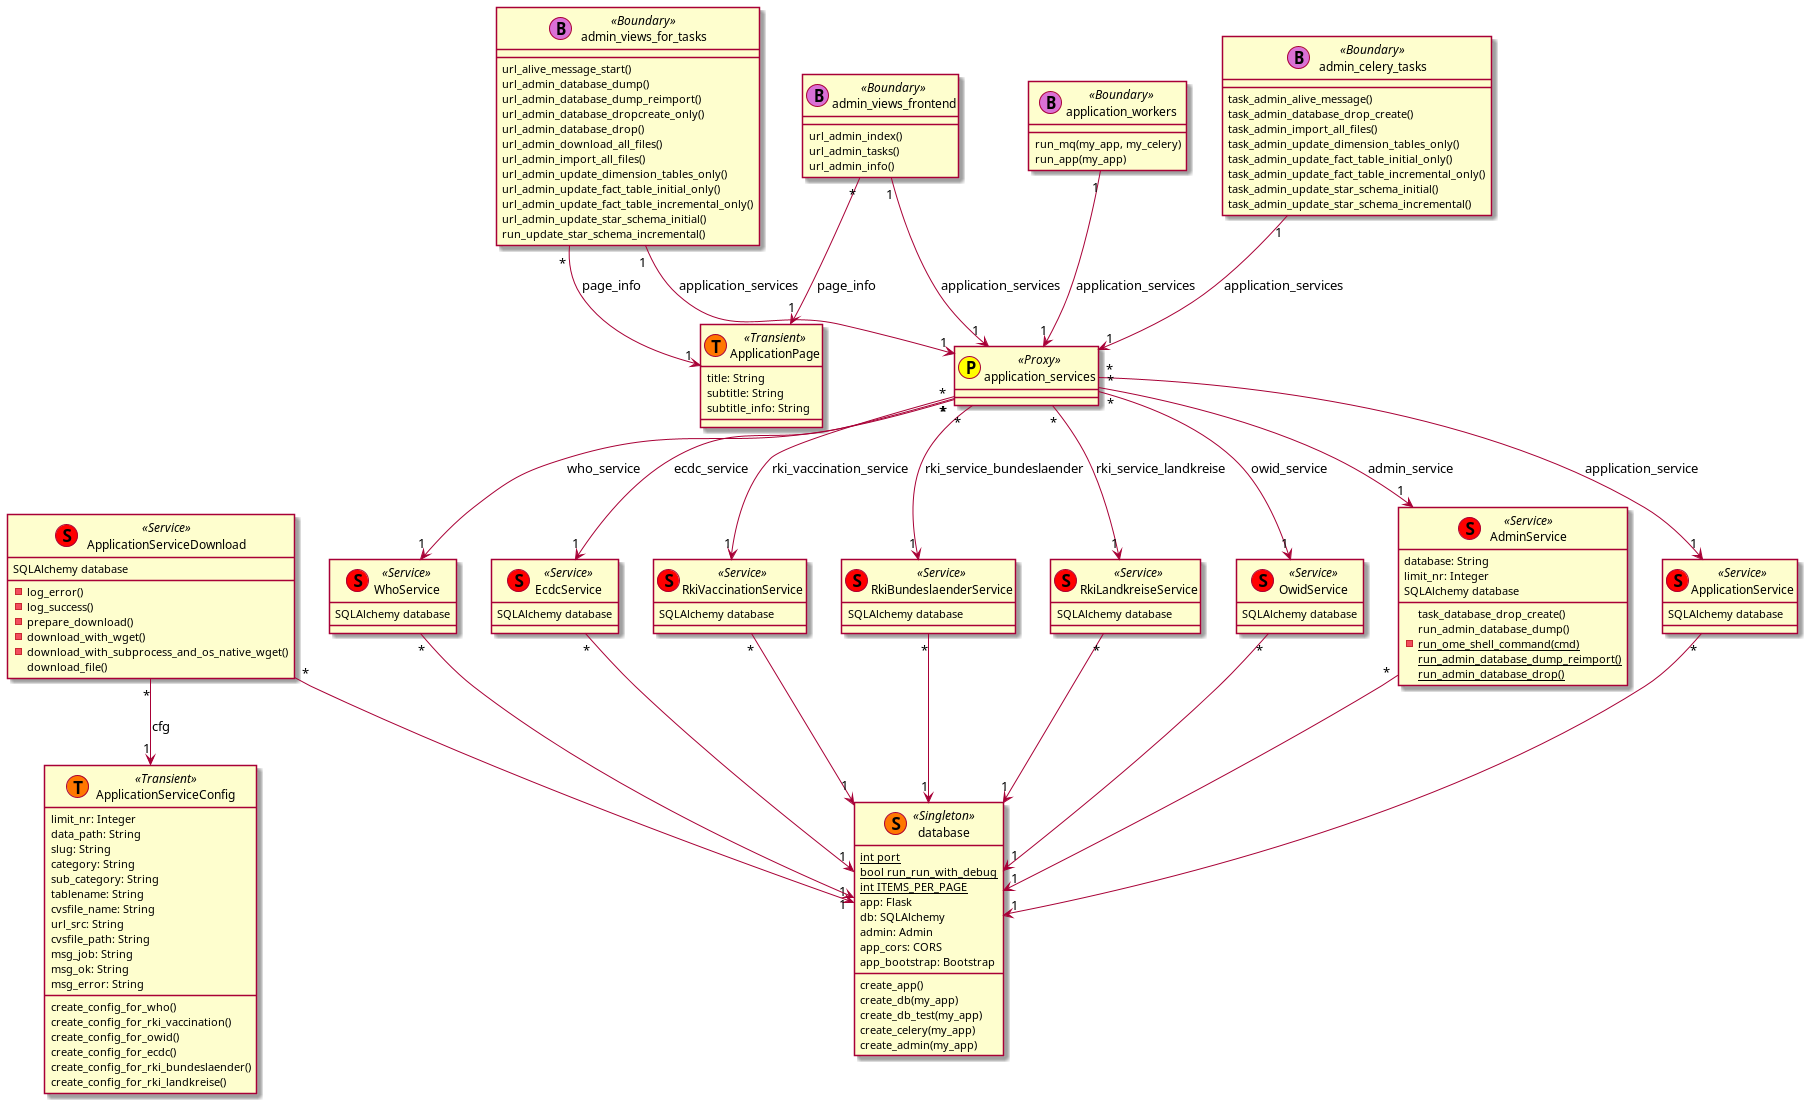 B
«Boundary»
admin_views_for_tasks
url_alive_message_start()
url_admin_database_dump()
url_admin_database_dump_reimport()
url_admin_database_dropcreate_only()
url_admin_database_drop()
url_admin_download_all_files()
url_admin_import_all_files()
url_admin_update_dimension_tables_only()
url_admin_update_fact_table_initial_only()
url_admin_update_fact_table_incremental_only()
url_admin_update_star_schema_initial()
run_update_star_schema_incremental()
B
«Boundary»
admin_views_frontend
url_admin_index()
url_admin_tasks()
url_admin_info()
B
«Boundary»
application_workers
run_mq(my_app, my_celery)
run_app(my_app)
B
«Boundary»
admin_celery_tasks
task_admin_alive_message()
task_admin_database_drop_create()
task_admin_import_all_files()
task_admin_update_dimension_tables_only()
task_admin_update_fact_table_initial_only()
task_admin_update_fact_table_incremental_only()
task_admin_update_star_schema_initial()
task_admin_update_star_schema_incremental()
* 1 * 1 1 1
page_info
application_services
page_info
application_services
application_services
application_services
1 1 1 1 1 1
T
«Transient»
ApplicationPage
title: String
subtitle: String
subtitle_info: String
P
«Proxy»
application_services
* * * * * * * *
who_service
ecdc_service
rki_vaccination_service
rki_service_bundeslaender
rki_service_landkreise
owid_service
admin_service
application_service
1 1 1 1 1 1 1 1
S
«Service»
ApplicationServiceDownload
SQLAlchemy database
log_error()
log_success()
prepare_download()
download_with_wget()
download_with_subprocess_and_os_native_wget()
download_file()
S
«Service»
WhoService
SQLAlchemy database
S
«Service»
EcdcService
SQLAlchemy database
S
«Service»
RkiVaccinationService
SQLAlchemy database
S
«Service»
RkiBundeslaenderService
SQLAlchemy database
S
«Service»
RkiLandkreiseService
SQLAlchemy database
S
«Service»
OwidService
SQLAlchemy database
S
«Service»
AdminService
database: String
limit_nr: Integer
SQLAlchemy database
task_database_drop_create()
run_admin_database_dump()
run_ome_shell_command(cmd)
run_admin_database_dump_reimport()
run_admin_database_drop()
S
«Service»
ApplicationService
SQLAlchemy database
* * * * * * * * * *
cfg
1 1 1 1 1 1 1 1 1 1
T
«Transient»
ApplicationServiceConfig
limit_nr: Integer
data_path: String
slug: String
category: String
sub_category: String
tablename: String
cvsfile_name: String
url_src: String
cvsfile_path: String
msg_job: String
msg_ok: String
msg_error: String
create_config_for_who()
create_config_for_rki_vaccination()
create_config_for_owid()
create_config_for_ecdc()
create_config_for_rki_bundeslaender()
create_config_for_rki_landkreise()
S
«Singleton»
database
int port
bool run_run_with_debug
int ITEMS_PER_PAGE
app: Flask
db: SQLAlchemy
admin: Admin
app_cors: CORS
app_bootstrap: Bootstrap
create_app()
create_db(my_app)
create_db_test(my_app)
create_celery(my_app)
create_admin(my_app)